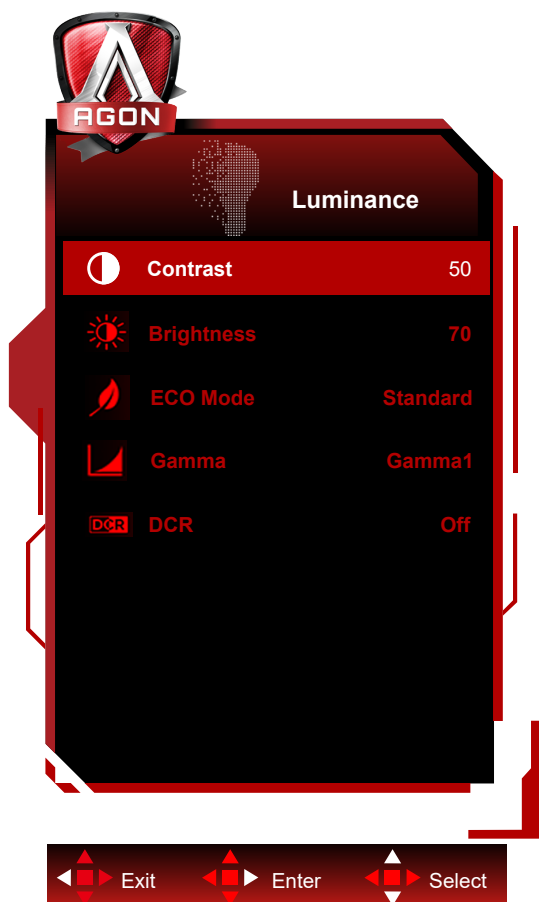 AGON
Luminance
Contrast 50
Brightness 70
ECO Mode Standard
Gamma Gamma1
DCR DCR Off
Exit Enter Select